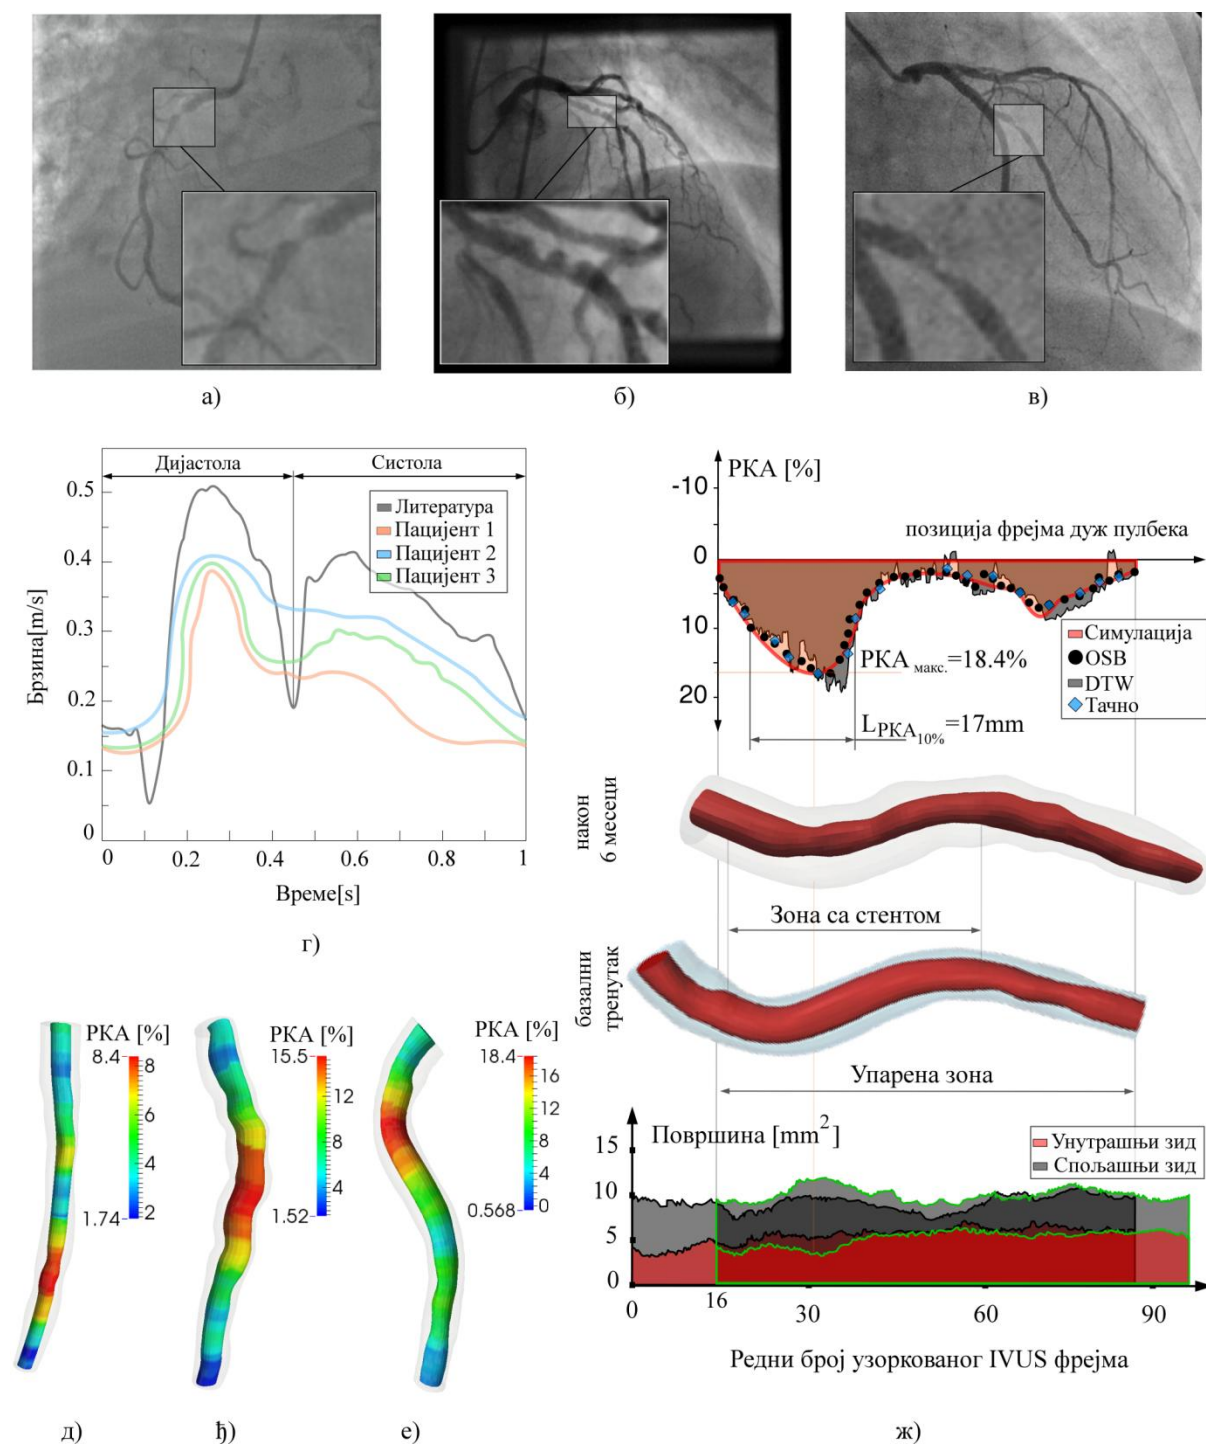 а)
б)
в)
Дијастола
Систола
Литература
Пацијент 1
Пацијент 2
Пацијент 3
0.5
0.4
0.3
0.2
0.1
0
Брзина[m/s]
0
0.2
0.4
0.6
0.8
1
Време[s]
г)
РКА [%]
8.4
8
6
4
2
1.74
д)
РКА [%]
15.5
12
8
4
1.52
ђ)
РКА [%]
18.4
16
14
12
10
8
6
4
2
0
0.568
е)
РКА [%]
-10
0
10
20
позиција фрејма дуж пулбека
Симулација
OSB
DTW
Тачно
РКА макс.=18.4%
LРКА10%=17mm
након
6 месеци
Зона са стентом
базални
тренутак
Упарена зона
Површина [mm2]
Унутрашњи зид
Спољашњи зид
15
10
5
0
0
16
30
60
90
Редни број узоркованог IVUS фрејма
ж)